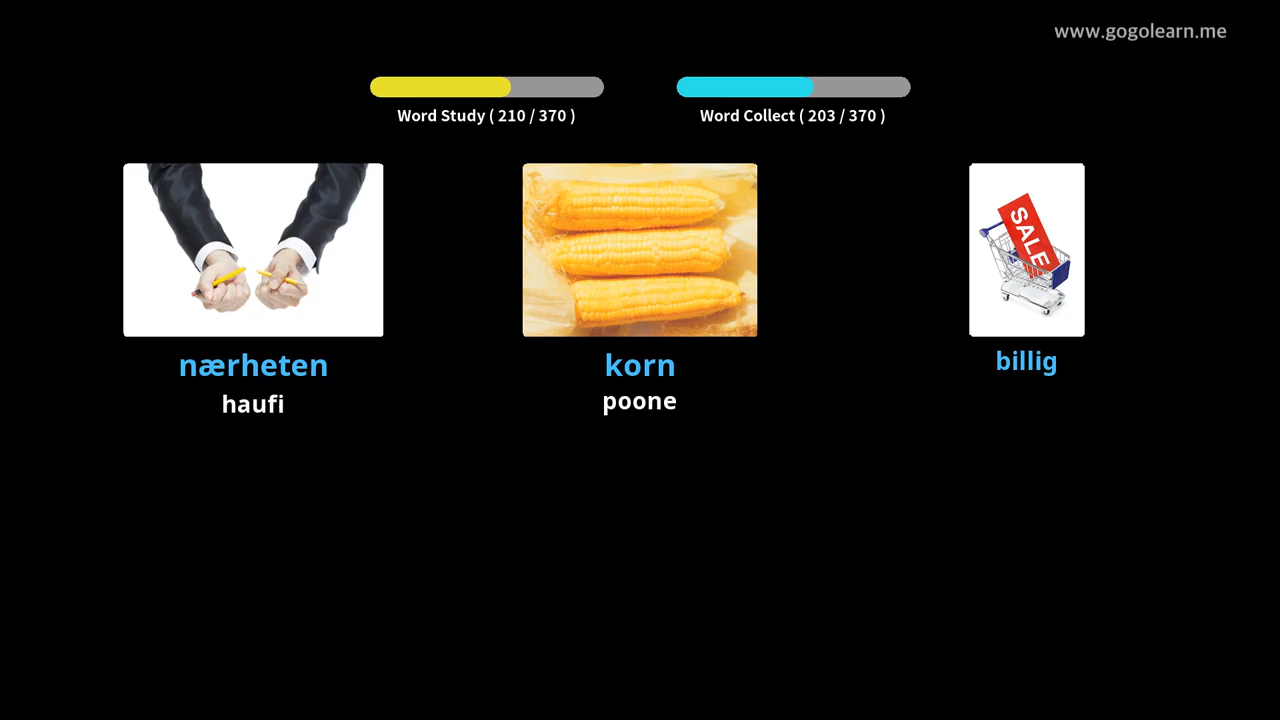 www.gogolearn.me
Word Study ( 210 / 370 )
Word Collect ( 203 / 370 )
SALE
nærheten
korn
billig
haufi
poone